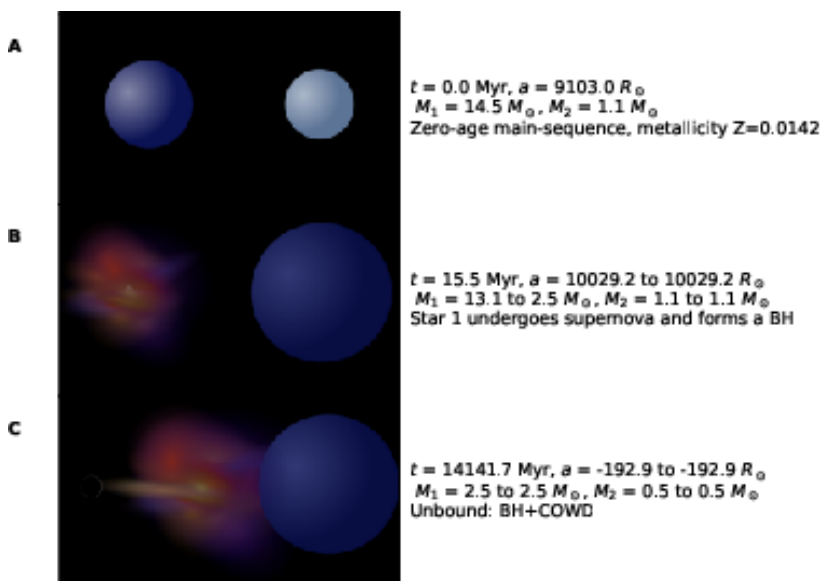 A
t = 0.0 Myr, a = 9103.0 R⊙
M₁ = 14.5 M⊙, M₂ = 1.1 M⊙
Zero-age main-sequence, metallicity Z=0.0142
B
t = 15.5 Myr, a = 10029.2 to 10029.2 R⊙
M₁ = 13.1 to 2.5 M⊙, M₂ = 1.1 to 1.1 M⊙
Star 1 undergoes supernova and forms a BH
C
t = 14141.7 Myr, a = -192.9 to -192.9 R⊙
M₁ = 2.5 to 2.5 M⊙, M₂ = 0.5 to 0.5 M⊙
Unbound: BH+COWD